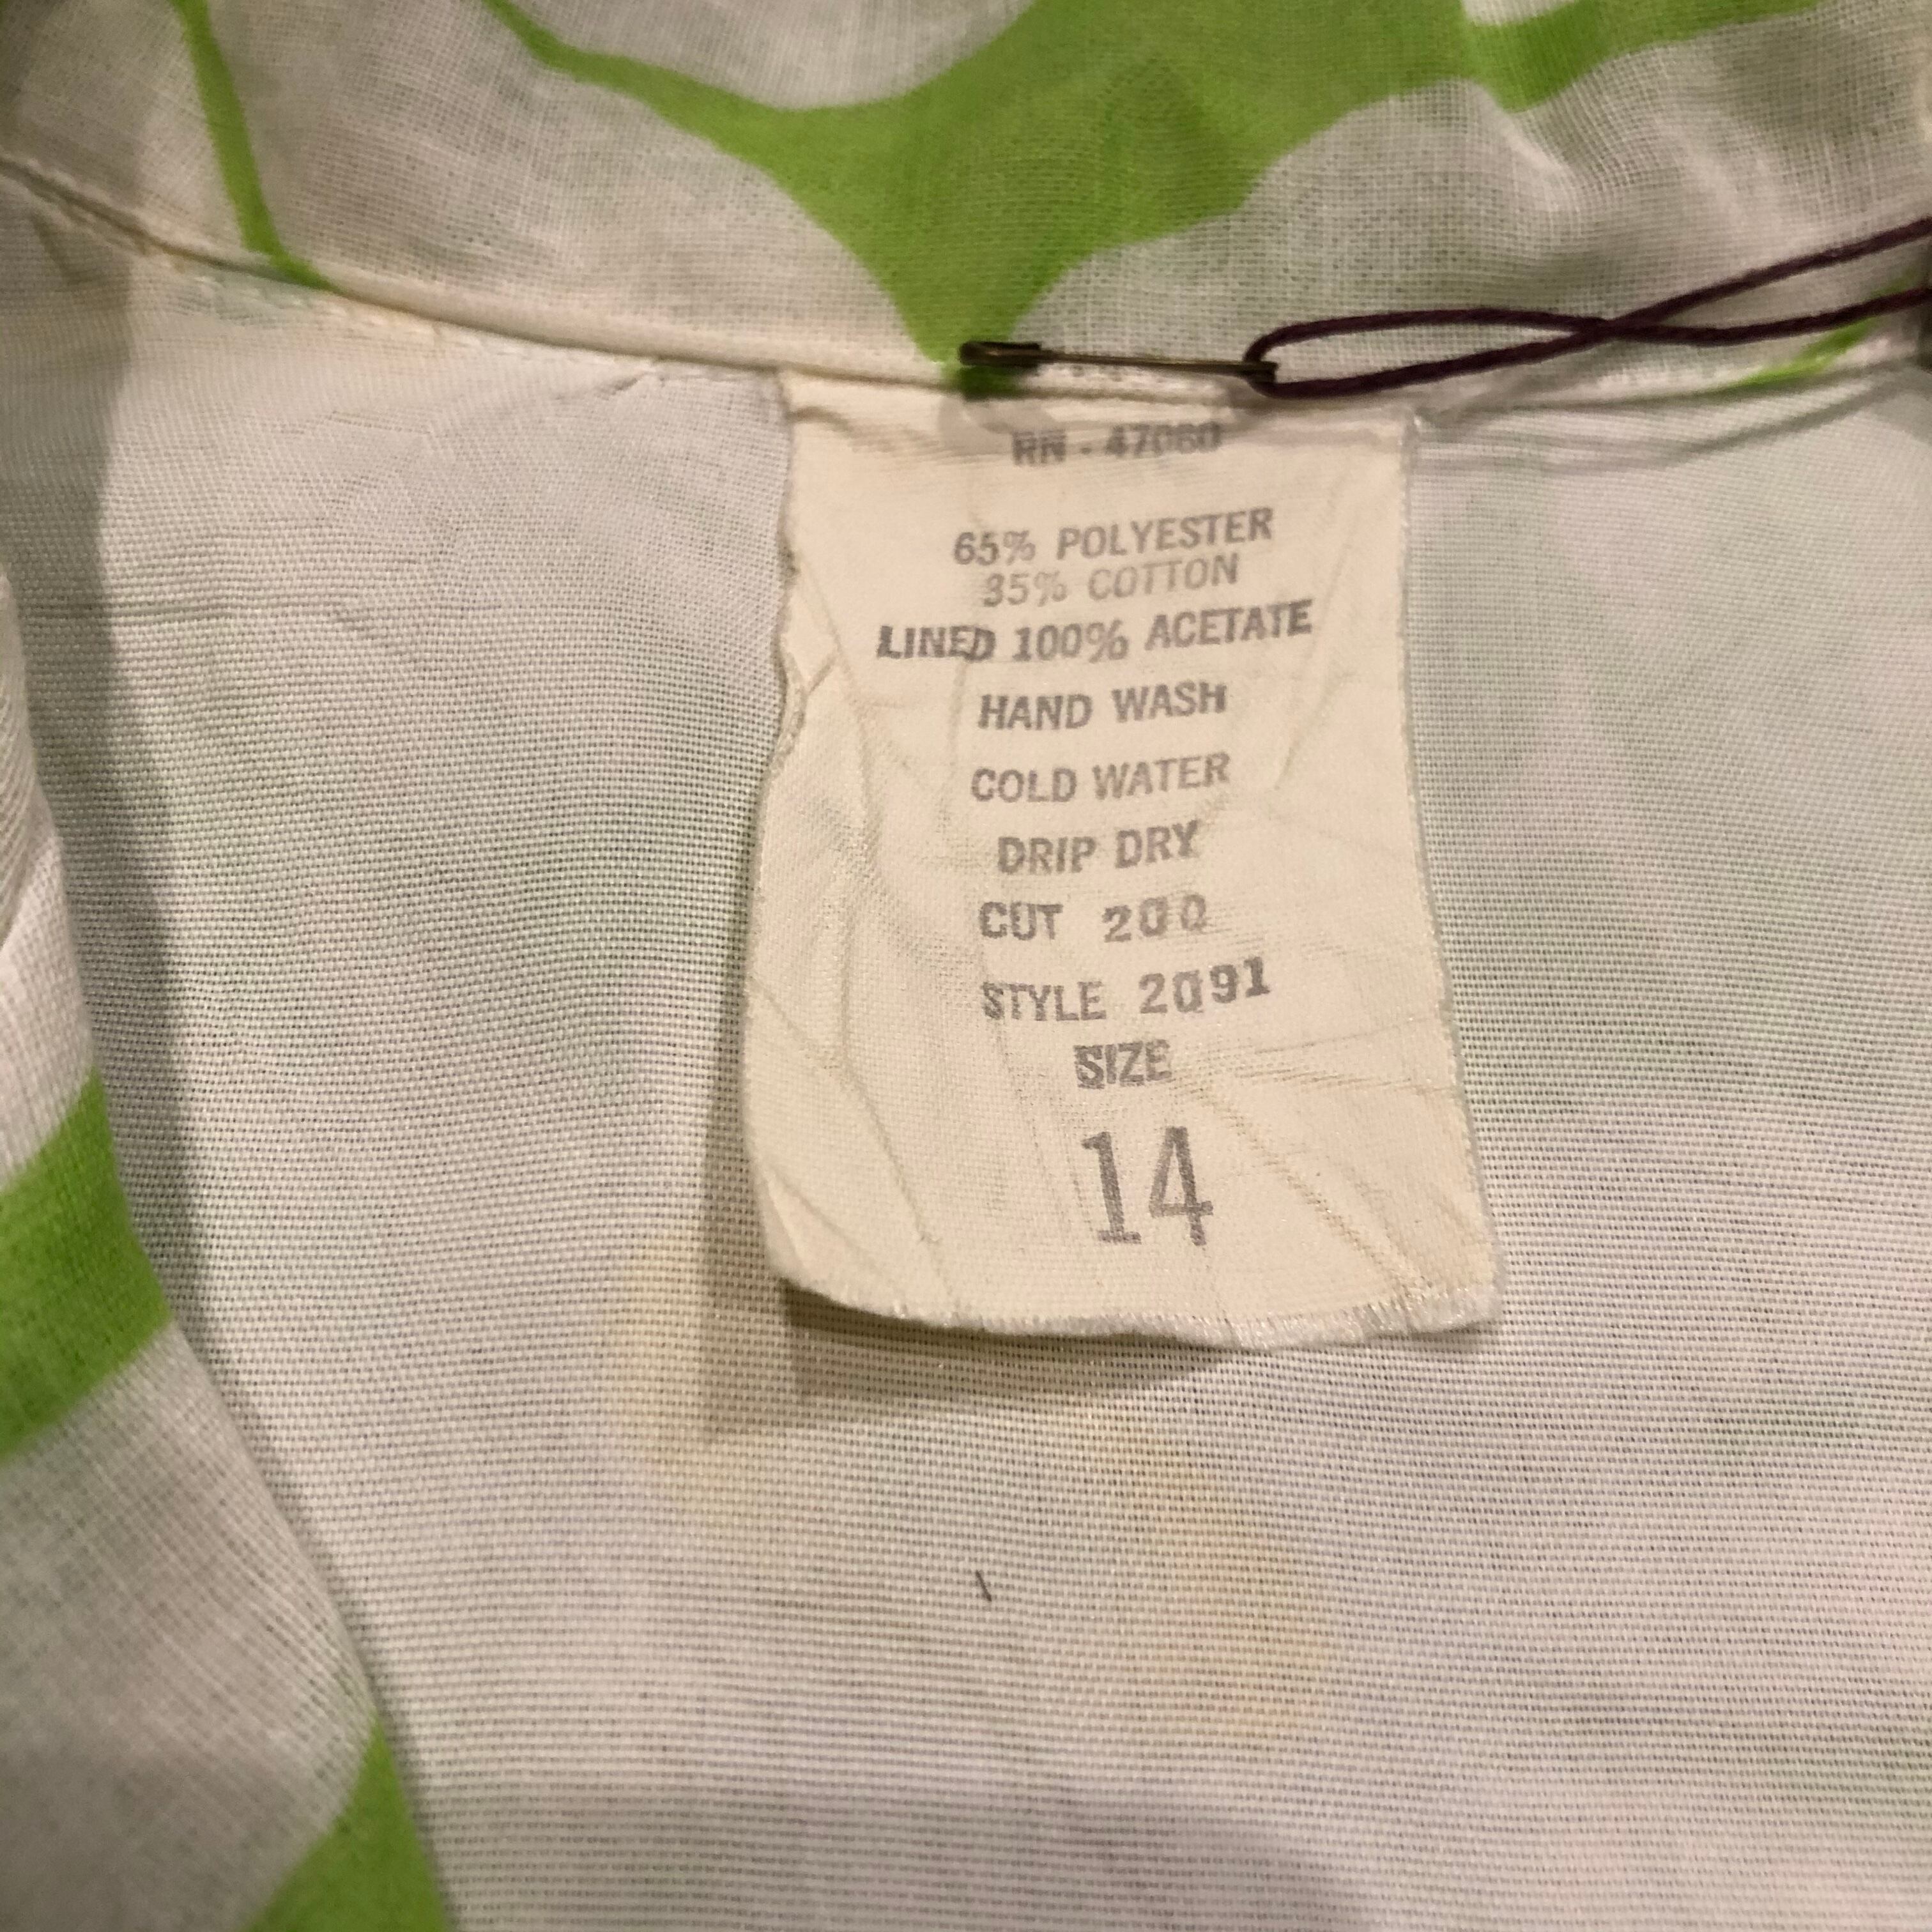 RN - 47060
65% POLYESTER
35% COTTON
LINED 100% ACETATE
HAND WASH
COLD WATER
DRIP DRY
CUT 200
STYLE 2091
SIZE
14